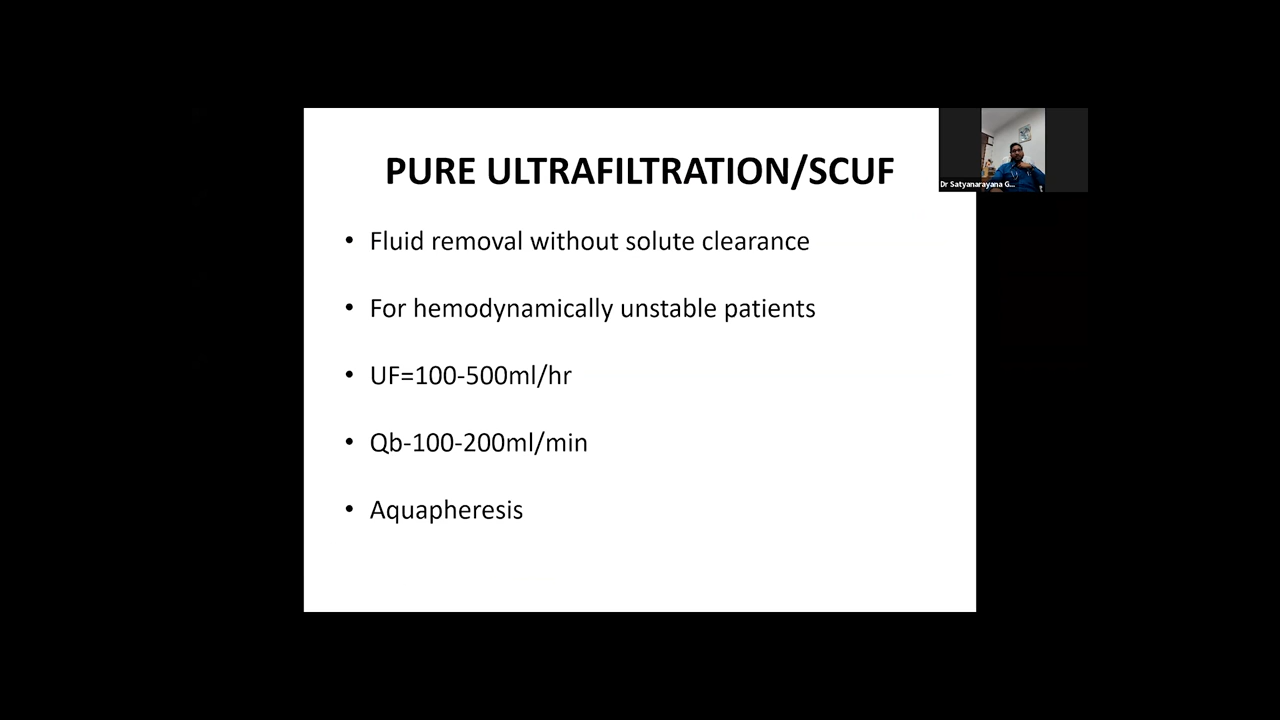 PURE ULTRAFILTRATION/SCUF
Dr Satyanarayana G...
• Fluid removal without solute clearance
• For hemodynamically unstable patients
• UF=100-500ml/hr
• Qb-100-200ml/min
• Aquapheresis